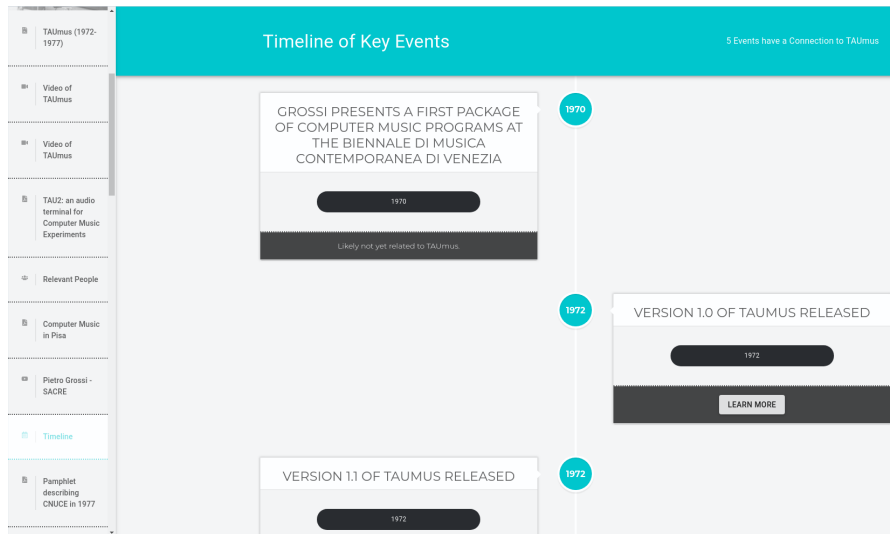 TAUmus (1972-
1977)
Video of
TAUmus
Video of
TAUmus
TAU2: an audio
terminal for
Computer Music
Experiments
Relevant People
Computer Music
in Pisa
Pietro Grossi -
SACRE
Timeline
Pamphlet
describing
CNUCE in 1977
Timeline of Key Events
5 Events have a Connection to TAUmus
1970
GROSSI PRESENTS A FIRST PACKAGE
OF COMPUTER MUSIC PROGRAMS AT
THE BIENNALE DI MUSICA
CONTEMPORANEA DI VENEZIA
1970
Likely not yet related to TAUmus.
1972
VERSION 1.0 OF TAUMUS RELEASED
1972
LEARN MORE
1972
VERSION 1.1 OF TAUMUS RELEASED
1972